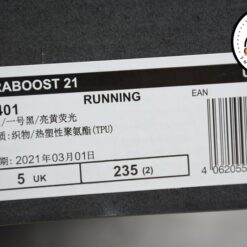 RABOOST 21
RUNNING
EAN
401
/一号黑/亮黄荧光
质:织物/热塑性聚氨酯(TPU)
期: 2021年03月01日
5 UK
235 (2)
4 062055